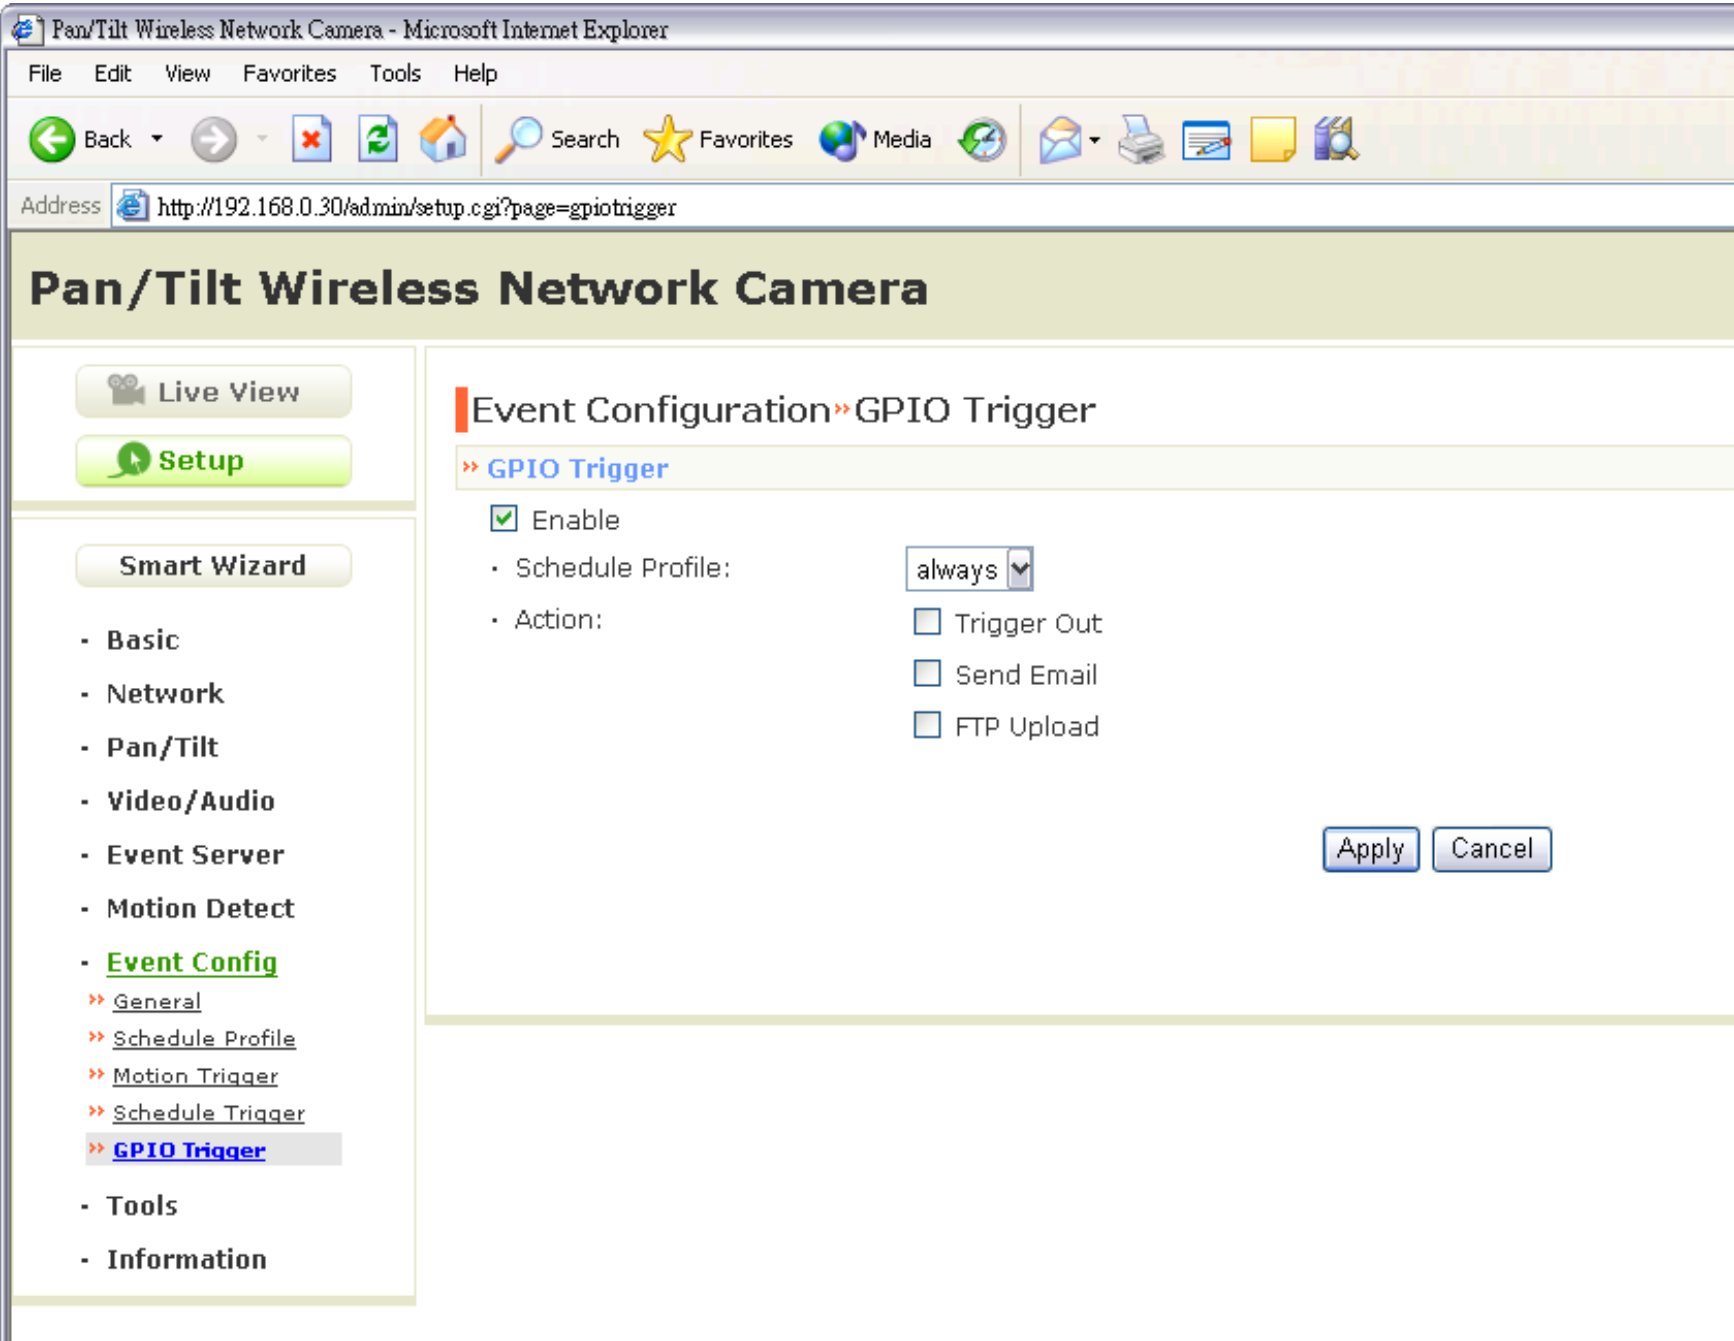 Pan/Tilt Wireless Network Camera - Microsoft Internet Explorer
File Edit View Favorites Tools Help
Back Search Favorites Media
Address http://192.168.0.30/admin/setup.cgi?page=gpiotrigger
Pan/Tilt Wireless Network Camera
Live View
Setup
Smart Wizard
- Basic
- Network
- Pan/Tilt
- Video/Audio
- Event Server
- Motion Detect
- Event Config
» General
» Schedule Profile
» Motion Trigger
» Schedule Trigger
» GPIO Trigger
- Tools
- Information
Event Configuration»GPIO Trigger
» GPIO Trigger
Enable
· Schedule Profile: always
· Action: Trigger Out
Send Email
FTP Upload
Apply Cancel